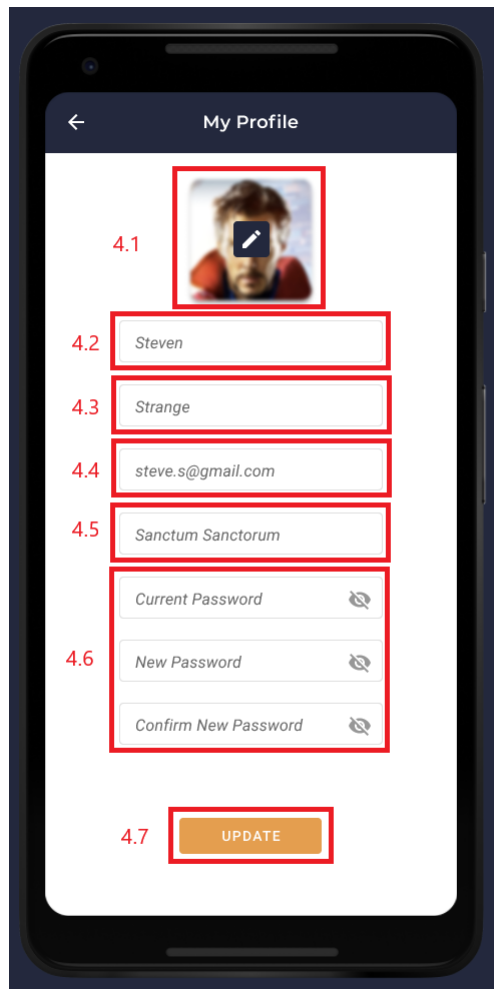 My Profile
4.1
4.2 Steven
4.3 Strange
4.4 steve.s@gmail.com
4.5 Sanctum Sanctorum
Current Password
4.6 New Password
Confirm New Password
4.7 UPDATE